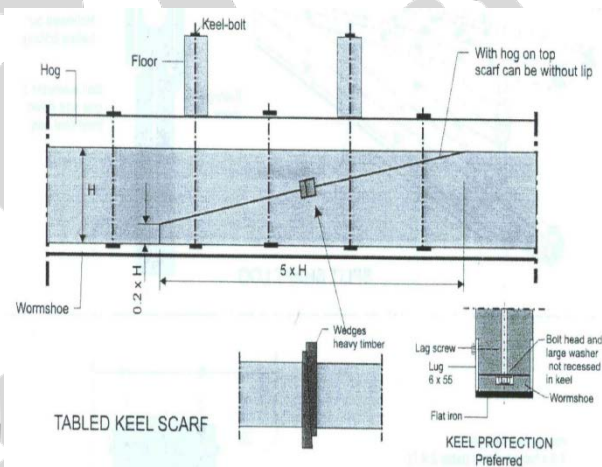 Keel-bolt
Floor
Hog
With hog on top
scarf can be without lip
H
0.2 x H
5 x H
Wormshoe
Wedges
heavy timber
Lag screw
Lug
6 x 55
Flat iron
Bolt head and
large washer
not recessed
in keel
Wormshoe
TABLED KEEL SCARF
KEEL PROTECTION
Preferred